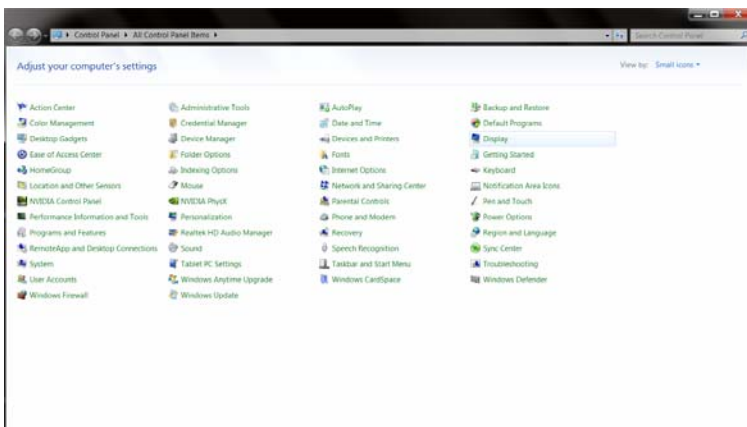 Control Panel All Control Panel Items
Search Control Panel
Adjust your computer's settings
View by: Small icons
Action Center Administrative Tools AutoPlay Backup and Restore
Color Management Credential Manager Date and Time Default Programs
Desktop Gadgets Device Manager Devices and Printers Display
Ease of Access Center Folder Options Fonts Getting Started
HomeGroup Indexing Options Internet Options Keyboard
Location and Other Sensors Mouse Network and Sharing Center Notification Area Icons
NVIDIA Control Panel NVIDIA PhysX Parental Controls Pen and Touch
Performance Information and Tools Personalization Phone and Modem Power Options
Programs and Features Realtek HD Audio Manager Recovery Region and Language
RemoteApp and Desktop Connections Sound Speech Recognition Sync Center
System Tablet PC Settings Taskbar and Start Menu Troubleshooting
User Accounts Windows Anytime Upgrade Windows CardSpace Windows Defender
Windows Firewall Windows Update